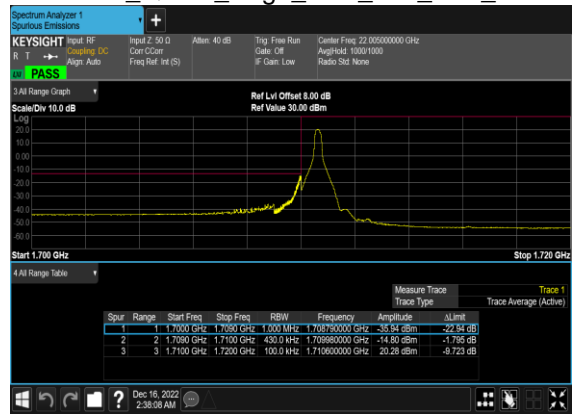 Spectrum Analyzer 1
Spurious Emissions
+
KEYSIGHT Input: RF Input Z: 50 Ω Atten: 40 dB Trig: Free Run Center Freq: 22.005000000 GHz
R T Coupling: DC Corr CCorr Gate: Off Avg|Hold: 1000/1000
Align: Auto Freq Ref: Int (S) IF Gain: Low Radio Std: None
PASS
3 All Range Graph
Ref Lvl Offset 8.00 dB
Scale/Div 10.0 dB Ref Value 30.00 dBm
Log
20.0
10.0
0.00
-10.0
-20.0
-30.0
-40.0
-50.0
-60.0
Start 1.700 GHz Stop 1.720 GHz
4 All Range Table
Measure Trace Trace 1
Trace Type Trace Average (Active)
Spur Range Start Freq Stop Freq RBW Frequency Amplitude ΔLimit
1 1 1.7000 GHz 1.7090 GHz 1.000 MHz 1.708790000 GHz -35.94 dBm -22.94 dB
2 2 1.7090 GHz 1.7100 GHz 430.0 kHz 1.709980000 GHz -14.80 dBm -1.795 dB
3 3 1.7100 GHz 1.7200 GHz 100.0 kHz 1.710600000 GHz 20.28 dBm -9.723 dB
?
Dec 16, 2022
2:38:08 AM